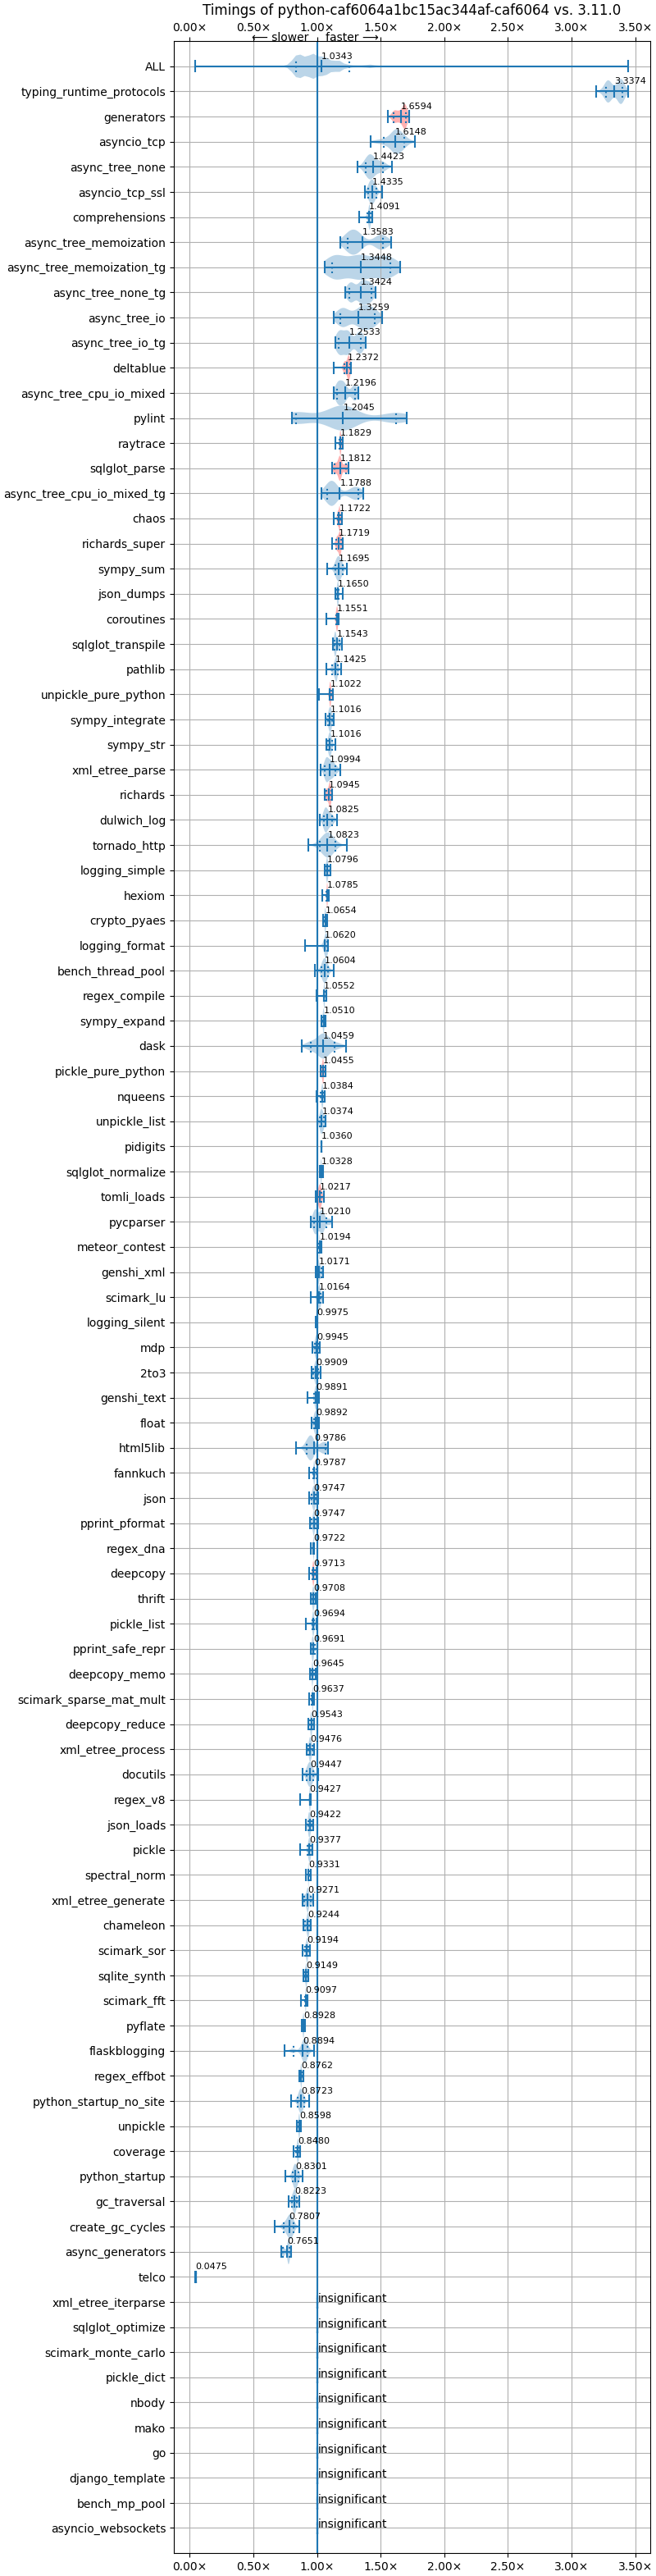 Timings of python-caf6064a1bc15ac344af-caf6064 vs. 3.11.0
0.00× 0.50× 1.00× 1.50× 2.00× 2.50× 3.00× 3.50×
⟵ slower faster ⟶
ALL 1.0343
typing_runtime_protocols 3.3374
generators 1.6594
asyncio_tcp 1.6148
async_tree_none 1.4423
asyncio_tcp_ssl 1.4335
comprehensions 1.4091
async_tree_memoization 1.3583
async_tree_memoization_tg 1.3448
async_tree_none_tg 1.3424
async_tree_io 1.3259
async_tree_io_tg 1.2533
deltablue 1.2372
async_tree_cpu_io_mixed 1.2196
pylint 1.2045
raytrace 1.1829
sqlglot_parse 1.1812
async_tree_cpu_io_mixed_tg 1.1788
chaos 1.1722
richards_super 1.1719
sympy_sum 1.1695
json_dumps 1.1650
coroutines 1.1551
sqlglot_transpile 1.1543
pathlib 1.1425
unpickle_pure_python 1.1022
sympy_integrate 1.1016
sympy_str 1.1016
xml_etree_parse 1.0994
richards 1.0945
dulwich_log 1.0825
tornado_http 1.0823
logging_simple 1.0796
hexiom 1.0785
crypto_pyaes 1.0654
logging_format 1.0620
bench_thread_pool 1.0604
regex_compile 1.0552
sympy_expand 1.0510
dask 1.0459
pickle_pure_python 1.0455
nqueens 1.0384
unpickle_list 1.0374
pidigits 1.0360
sqlglot_normalize 1.0328
tomli_loads 1.0217
pycparser 1.0210
meteor_contest 1.0194
genshi_xml 1.0171
scimark_lu 1.0164
logging_silent 0.9975
mdp 0.9945
2to3 0.9909
genshi_text 0.9891
float 0.9892
html5lib 0.9786
fannkuch 0.9787
json 0.9747
pprint_pformat 0.9747
regex_dna 0.9722
deepcopy 0.9713
thrift 0.9708
pickle_list 0.9694
pprint_safe_repr 0.9691
deepcopy_memo 0.9645
scimark_sparse_mat_mult 0.9637
deepcopy_reduce 0.9543
xml_etree_process 0.9476
docutils 0.9447
regex_v8 0.9427
json_loads 0.9422
pickle 0.9377
spectral_norm 0.9331
xml_etree_generate 0.9271
chameleon 0.9244
scimark_sor 0.9194
sqlite_synth 0.9149
scimark_fft 0.9097
pyflate 0.8928
flaskblogging 0.8894
regex_effbot 0.8762
python_startup_no_site 0.8723
unpickle 0.8598
coverage 0.8480
python_startup 0.8301
gc_traversal 0.8223
create_gc_cycles 0.7807
async_generators 0.7651
telco 0.0475
xml_etree_iterparse insignificant
sqlglot_optimize insignificant
scimark_monte_carlo insignificant
pickle_dict insignificant
nbody insignificant
mako insignificant
go insignificant
django_template insignificant
bench_mp_pool insignificant
asyncio_websockets insignificant
0.00× 0.50× 1.00× 1.50× 2.00× 2.50× 3.00× 3.50×